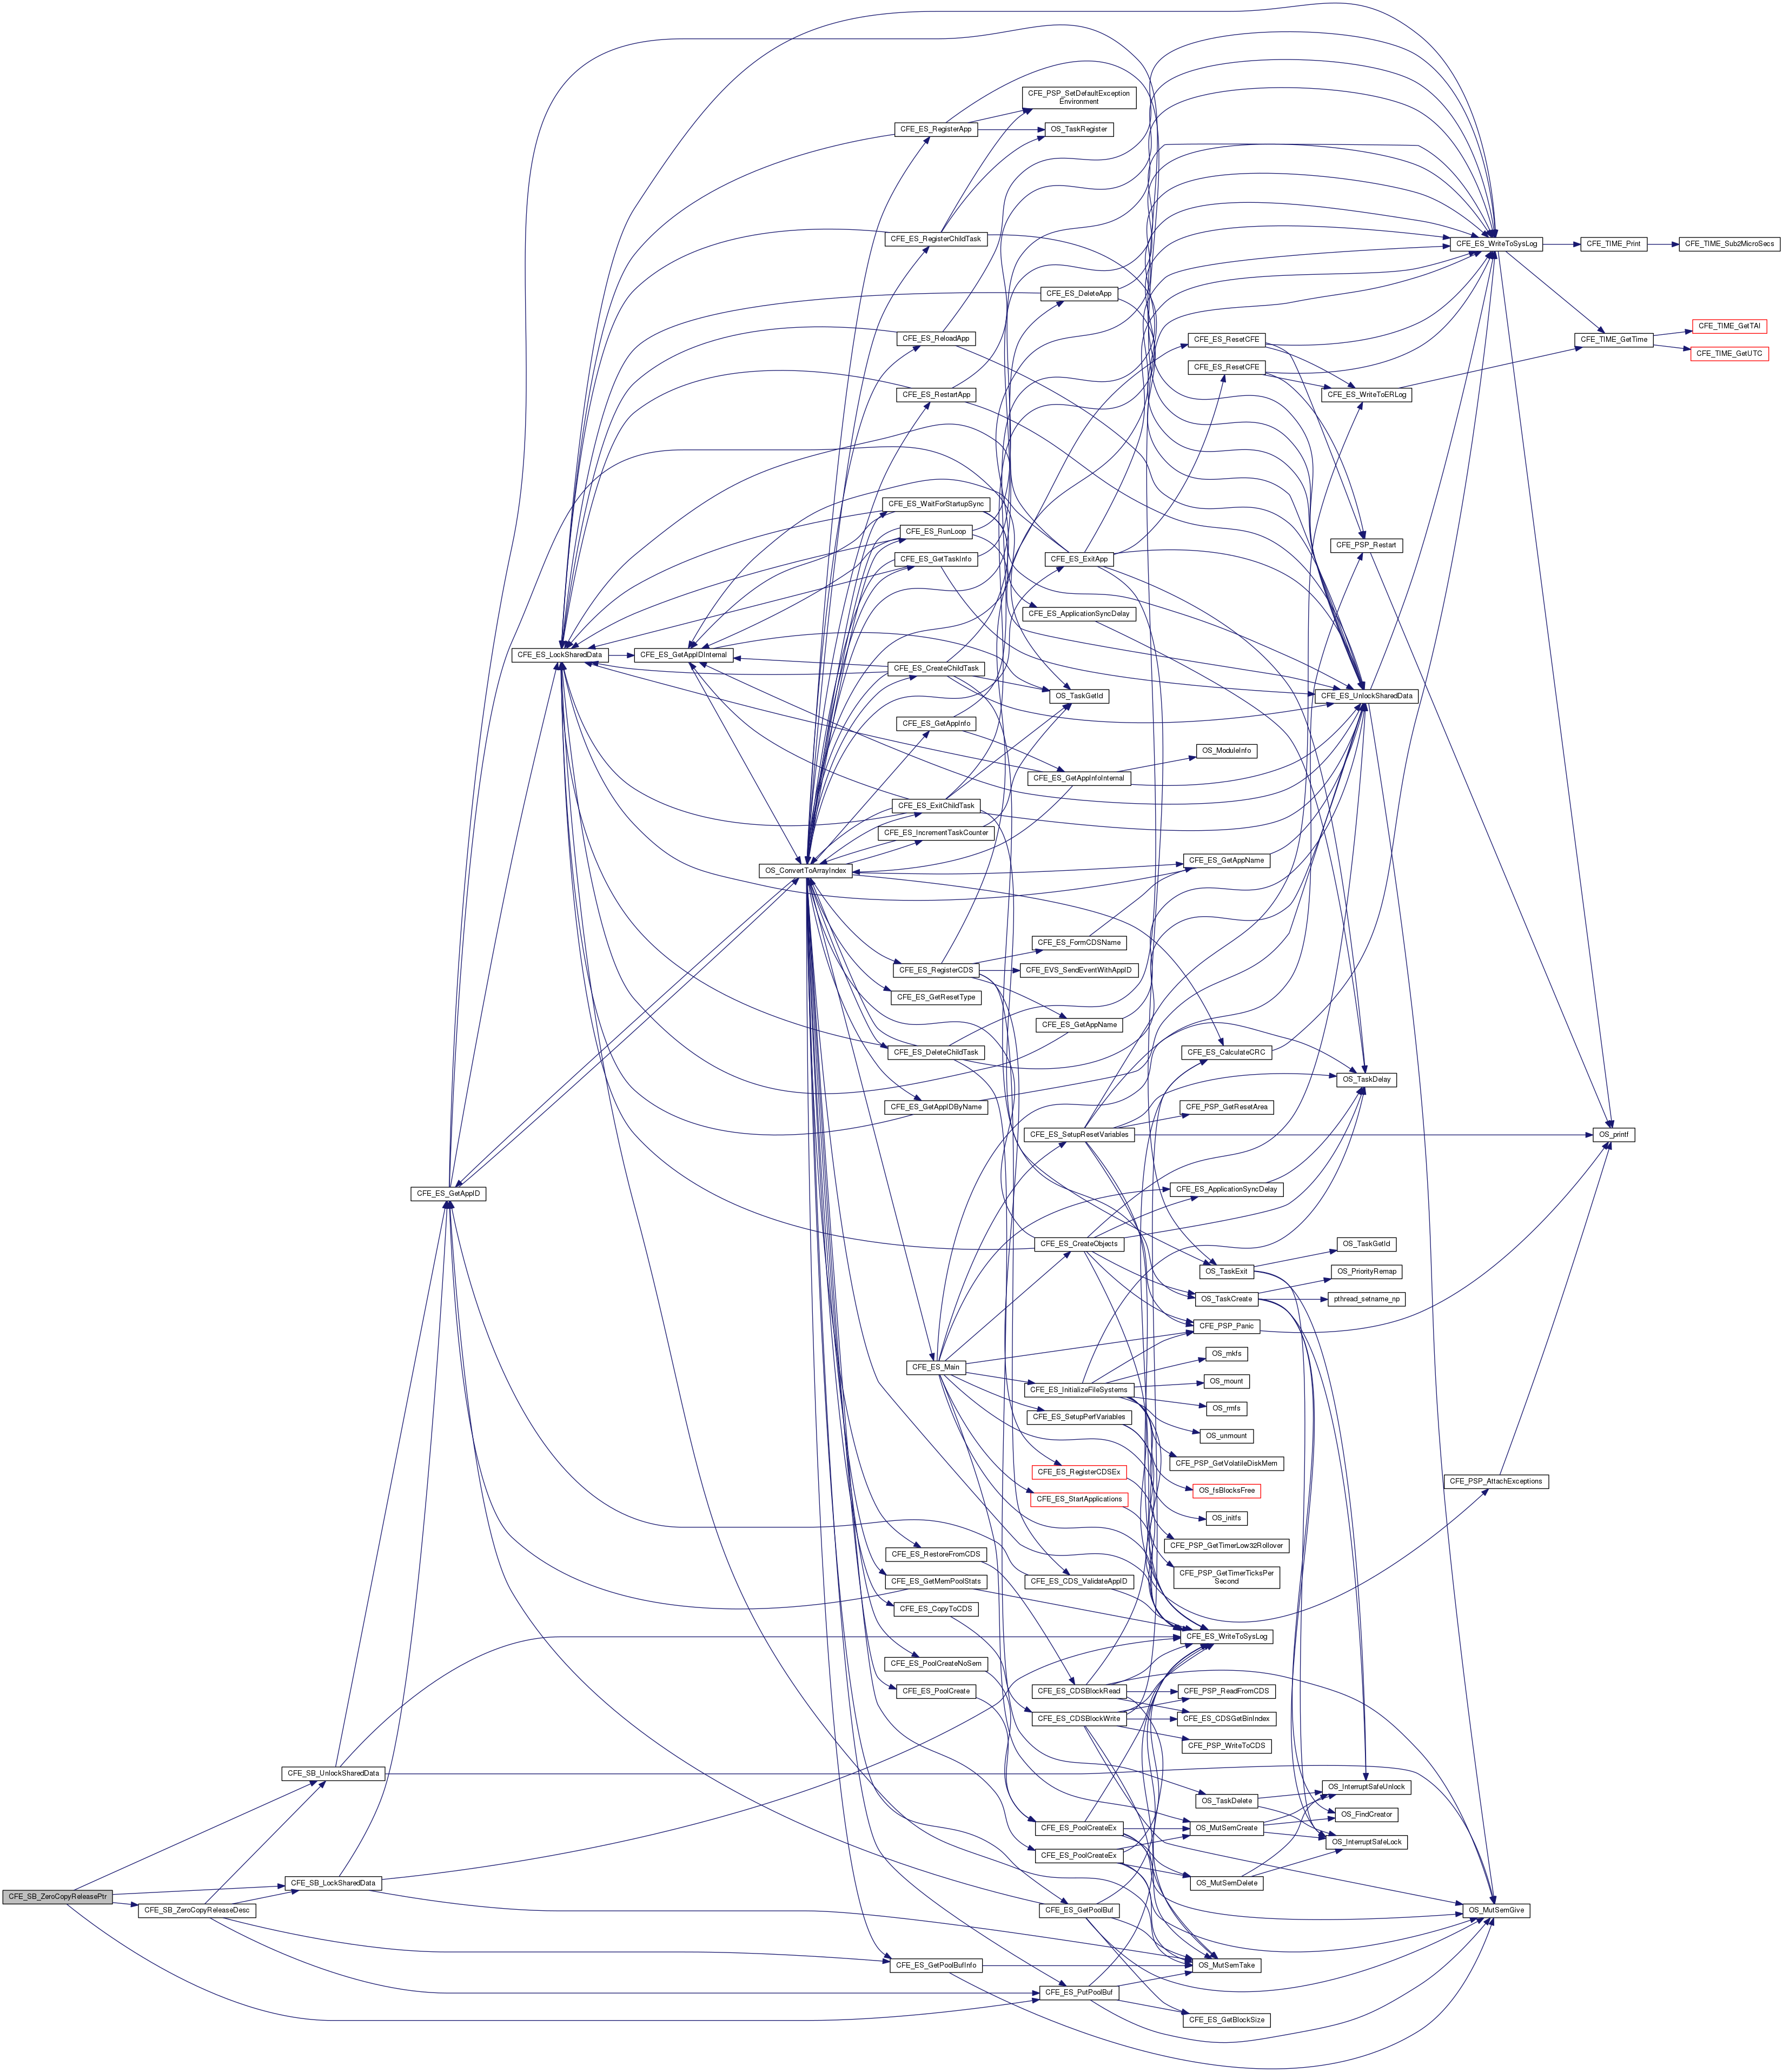 CFE_PSP_SetDefaultException
Environment
CFE_ES_RegisterApp
OS_TaskRegister
CFE_ES_RegisterChildTask
CFE_ES_WriteToSysLog
CFE_TIME_Print
CFE_TIME_Sub2MicroSecs
CFE_ES_DeleteApp
CFE_TIME_GetTAI
CFE_ES_ReloadApp
CFE_ES_ResetCFE
CFE_TIME_GetTime
CFE_TIME_GetUTC
CFE_ES_ResetCFE
CFE_ES_RestartApp
CFE_ES_WriteToERLog
CFE_ES_WaitForStartupSync
CFE_ES_RunLoop
CFE_PSP_Restart
CFE_ES_GetTaskInfo
CFE_ES_ExitApp
CFE_ES_ApplicationSyncDelay
CFE_ES_LockSharedData
CFE_ES_GetAppIDInternal
CFE_ES_CreateChildTask
OS_TaskGetId
CFE_ES_UnlockSharedData
CFE_ES_GetAppInfo
OS_ModuleInfo
CFE_ES_GetAppInfoInternal
CFE_ES_ExitChildTask
CFE_ES_IncrementTaskCounter
CFE_ES_GetAppName
OS_ConvertToArrayIndex
CFE_ES_FormCDSName
CFE_ES_RegisterCDS
CFE_EVS_SendEventWithAppID
CFE_ES_GetResetType
CFE_ES_GetAppName
CFE_ES_DeleteChildTask
CFE_ES_CalculateCRC
OS_TaskDelay
CFE_ES_GetAppIDByName
CFE_PSP_GetResetArea
CFE_ES_SetupResetVariables
OS_printf
CFE_ES_GetAppID
CFE_ES_ApplicationSyncDelay
CFE_ES_CreateObjects
OS_TaskGetId
OS_TaskExit
OS_PriorityRemap
OS_TaskCreate
pthread_setname_np
CFE_PSP_Panic
OS_mkfs
CFE_ES_Main
OS_mount
CFE_ES_InitializeFileSystems
OS_rmfs
CFE_ES_SetupPerfVariables
OS_unmount
CFE_PSP_GetVolatileDiskMem
CFE_ES_RegisterCDSEx
CFE_PSP_AttachExceptions
OS_fsBlocksFree
CFE_ES_StartApplications
OS_initfs
CFE_PSP_GetTimerLow32Rollover
CFE_ES_RestoreFromCDS
CFE_PSP_GetTimerTicksPer
Second
CFE_ES_GetMemPoolStats
CFE_ES_CDS_ValidateAppID
CFE_ES_CopyToCDS
CFE_ES_WriteToSysLog
CFE_ES_PoolCreateNoSem
CFE_ES_PoolCreate
CFE_ES_CDSBlockRead
CFE_PSP_ReadFromCDS
CFE_ES_CDSBlockWrite
CFE_ES_CDSGetBinIndex
CFE_PSP_WriteToCDS
CFE_SB_UnlockSharedData
OS_InterruptSafeUnlock
OS_TaskDelete
OS_FindCreator
CFE_ES_PoolCreateEx
OS_MutSemCreate
OS_InterruptSafeLock
CFE_ES_PoolCreateEx
CFE_SB_LockSharedData
OS_MutSemDelete
CFE_SB_ZeroCopyReleasePtr
CFE_SB_ZeroCopyReleaseDesc
CFE_ES_GetPoolBuf
OS_MutSemGive
CFE_ES_GetPoolBufInfo
OS_MutSemTake
CFE_ES_PutPoolBuf
CFE_ES_GetBlockSize